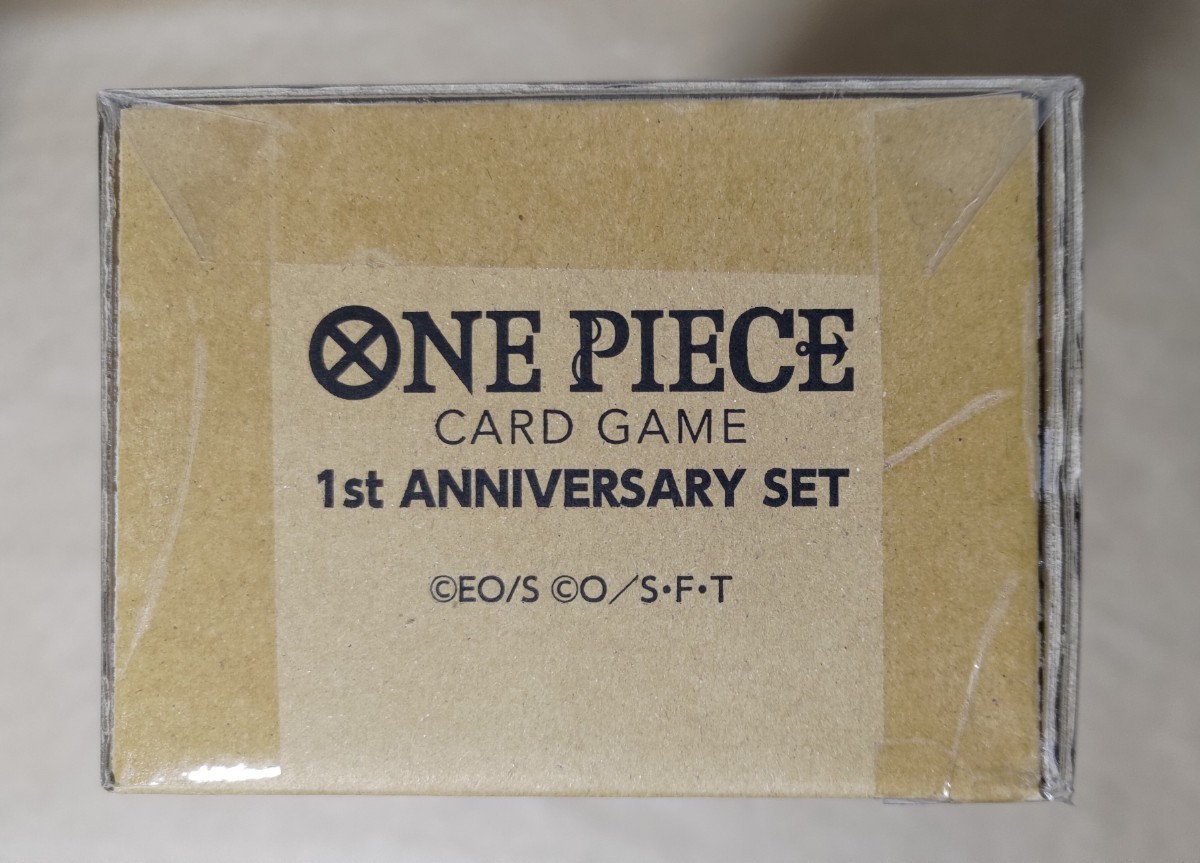 ONE PIECE
CARD GAME
1st ANNIVERSARY SET
©EO/S ©O/S•F•T